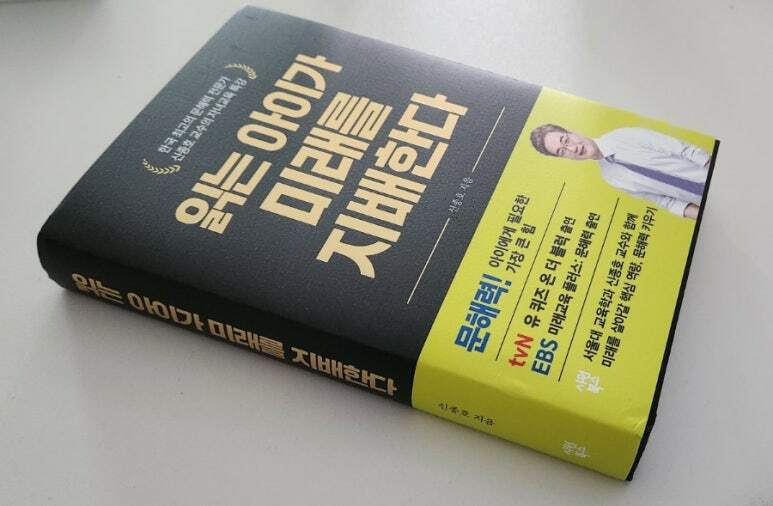 한국 최고의 문해력 전문가
신종호 교수의 자녀교육 특강
읽는 아이가
미래를
지배한다
신종호 지음
문해력! 아이에게 필요한
가장 큰 힘
tvN 유 퀴즈 온 더 블럭 출연
EBS 미래교육 플러스: 문해력 출연
서울대 교육학과 신종호 교수와 함께
미래를 살아갈 핵심 역량, 문해력 키우기
읽는 아이가 미래를 지배한다
신종호 지음